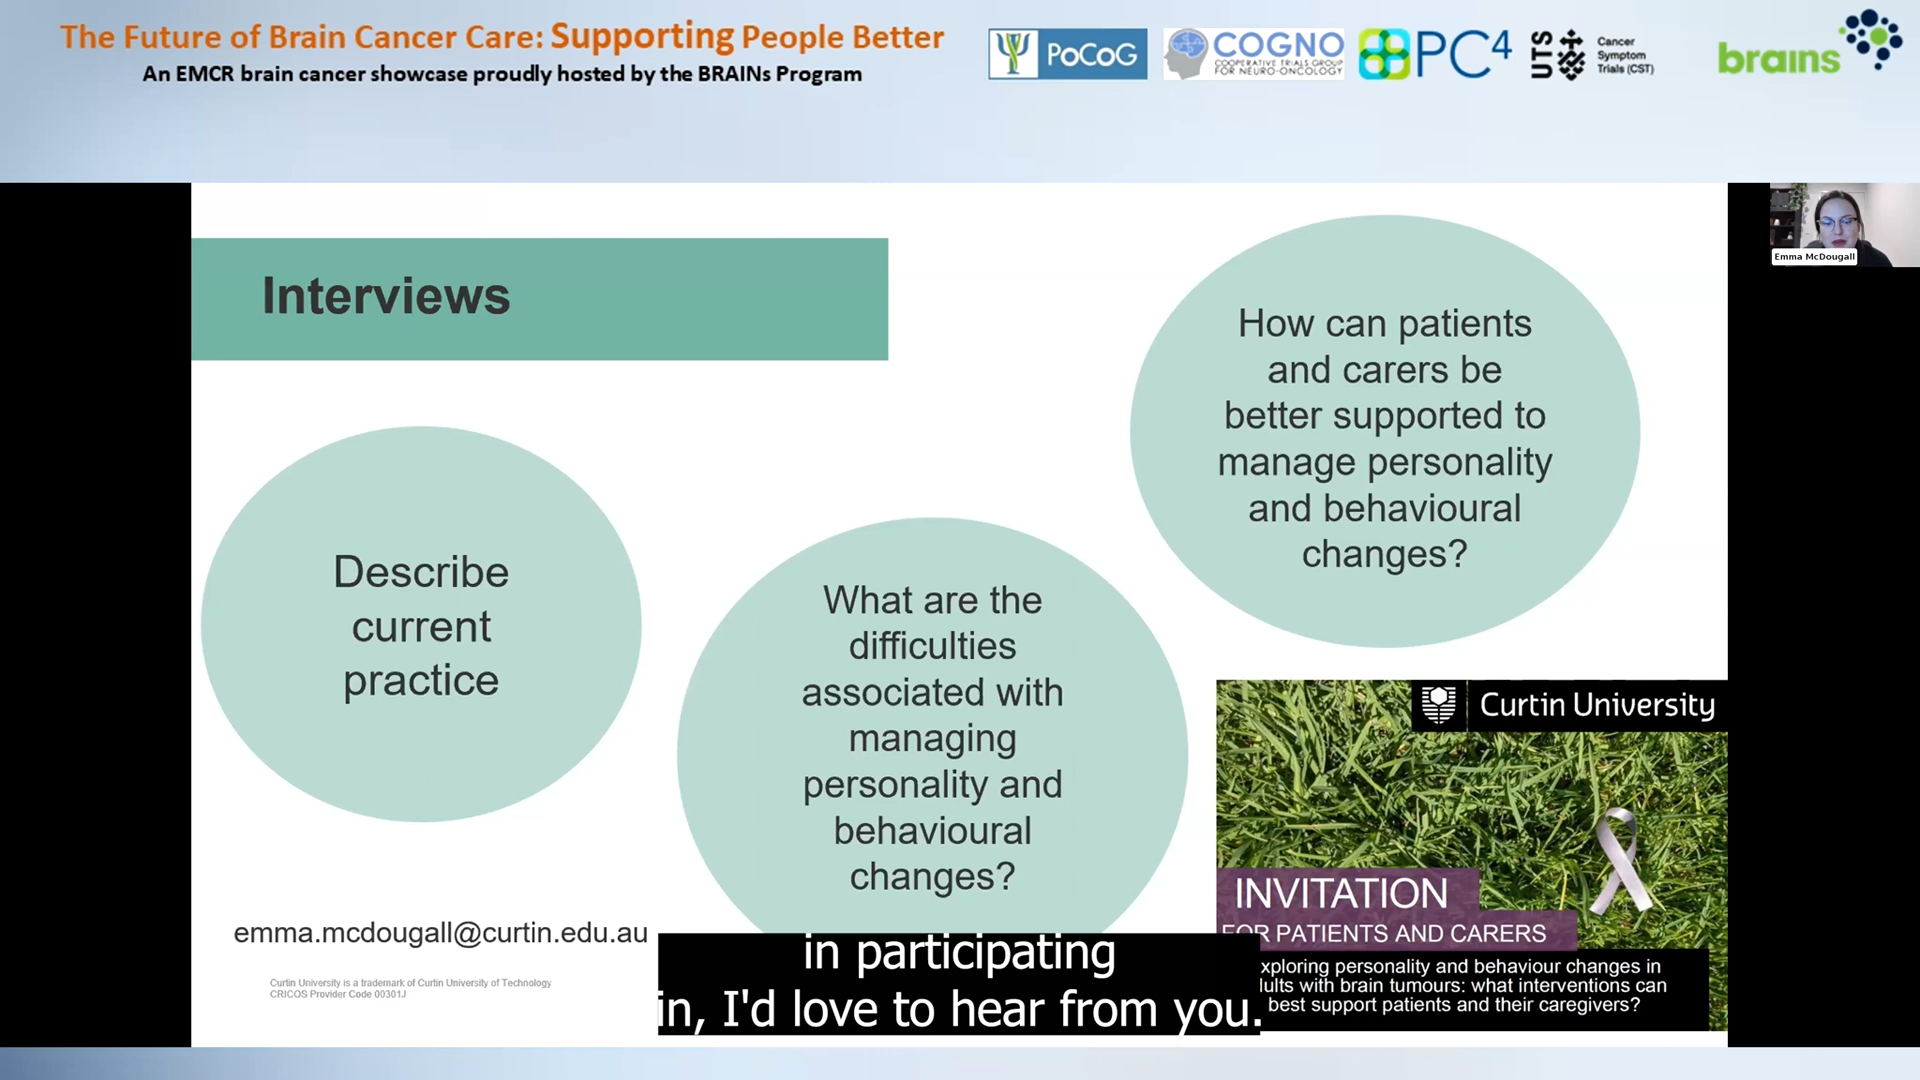 The Future of Brain Cancer Care: Supporting People Better
An EMCR brain cancer showcase proudly hosted by the BRAINs Program
PoCoG
COGNO
COOPERATIVE TRIALS GROUP
FOR NEURO-ONCOLOGY
PC4
UTS
Cancer
Symptom
Trials (CST)
brains
Emma McDougall
Interviews
Describe
current
practice
What are the
difficulties
associated with
managing
personality and
behavioural
changes?
How can patients
and carers be
better supported to
manage personality
and behavioural
changes?
Curtin University
INVITATION
FOR PATIENTS AND CARERS
xploring personality and behaviour changes in
ults with brain tumours: what interventions can
best support patients and their caregivers?
emma.mcdougall@curtin.edu.au
Curtin University is a trademark of Curtin University of Technology
CRICOS Provider Code 00301J
in participating
in, I'd love to hear from you.